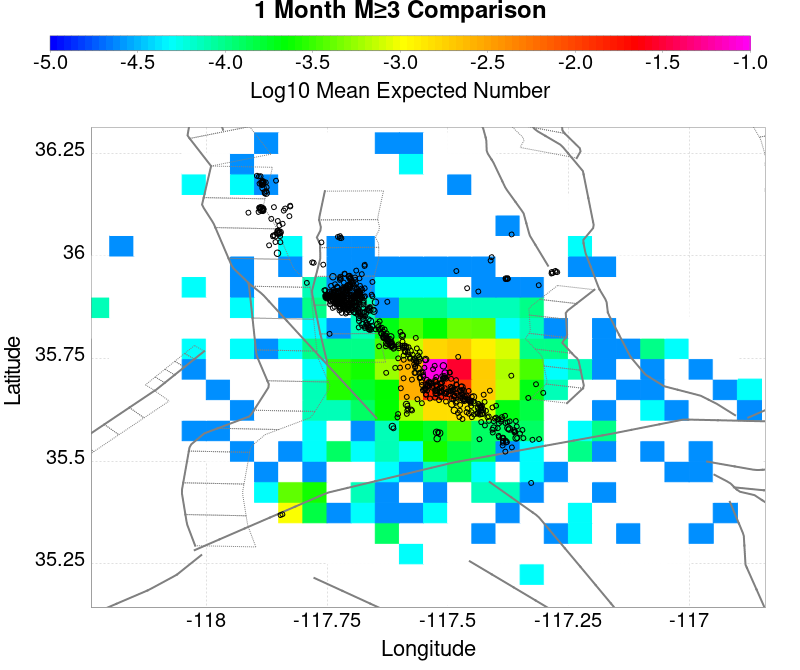 1 Month M≥3 Comparison
-5.0 -4.5 -4.0 -3.5 -3.0 -2.5 -2.0 -1.5 -1.0
Log10 Mean Expected Number
36.25
36
35.75
35.5
35.25
Latitude
-118 -117.75 -117.5 -117.25 -117
Longitude